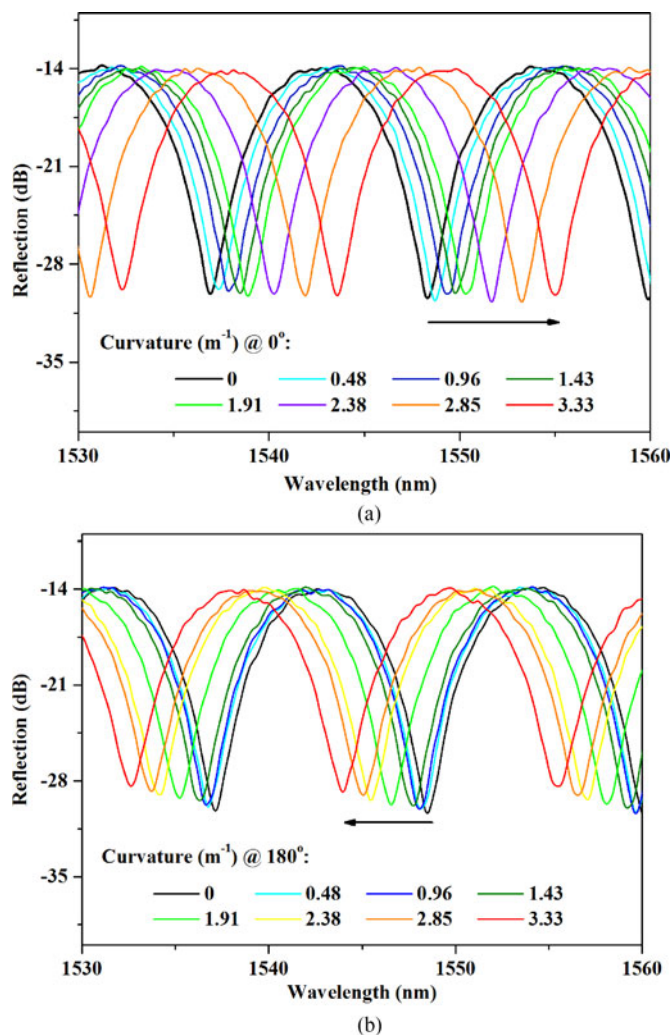 -14
-21
-28
-35
Reflection (dB)
Curvature (m⁻¹) @ 0°:
0 0.48 0.96 1.43
1.91 2.38 2.85 3.33
1530 1540 1550 1560
Wavelength (nm)
(a)
-14
-21
-28
-35
Reflection (dB)
Curvature (m⁻¹) @ 180°:
0 0.48 0.96 1.43
1.91 2.38 2.85 3.33
1530 1540 1550 1560
Wavelength (nm)
(b)